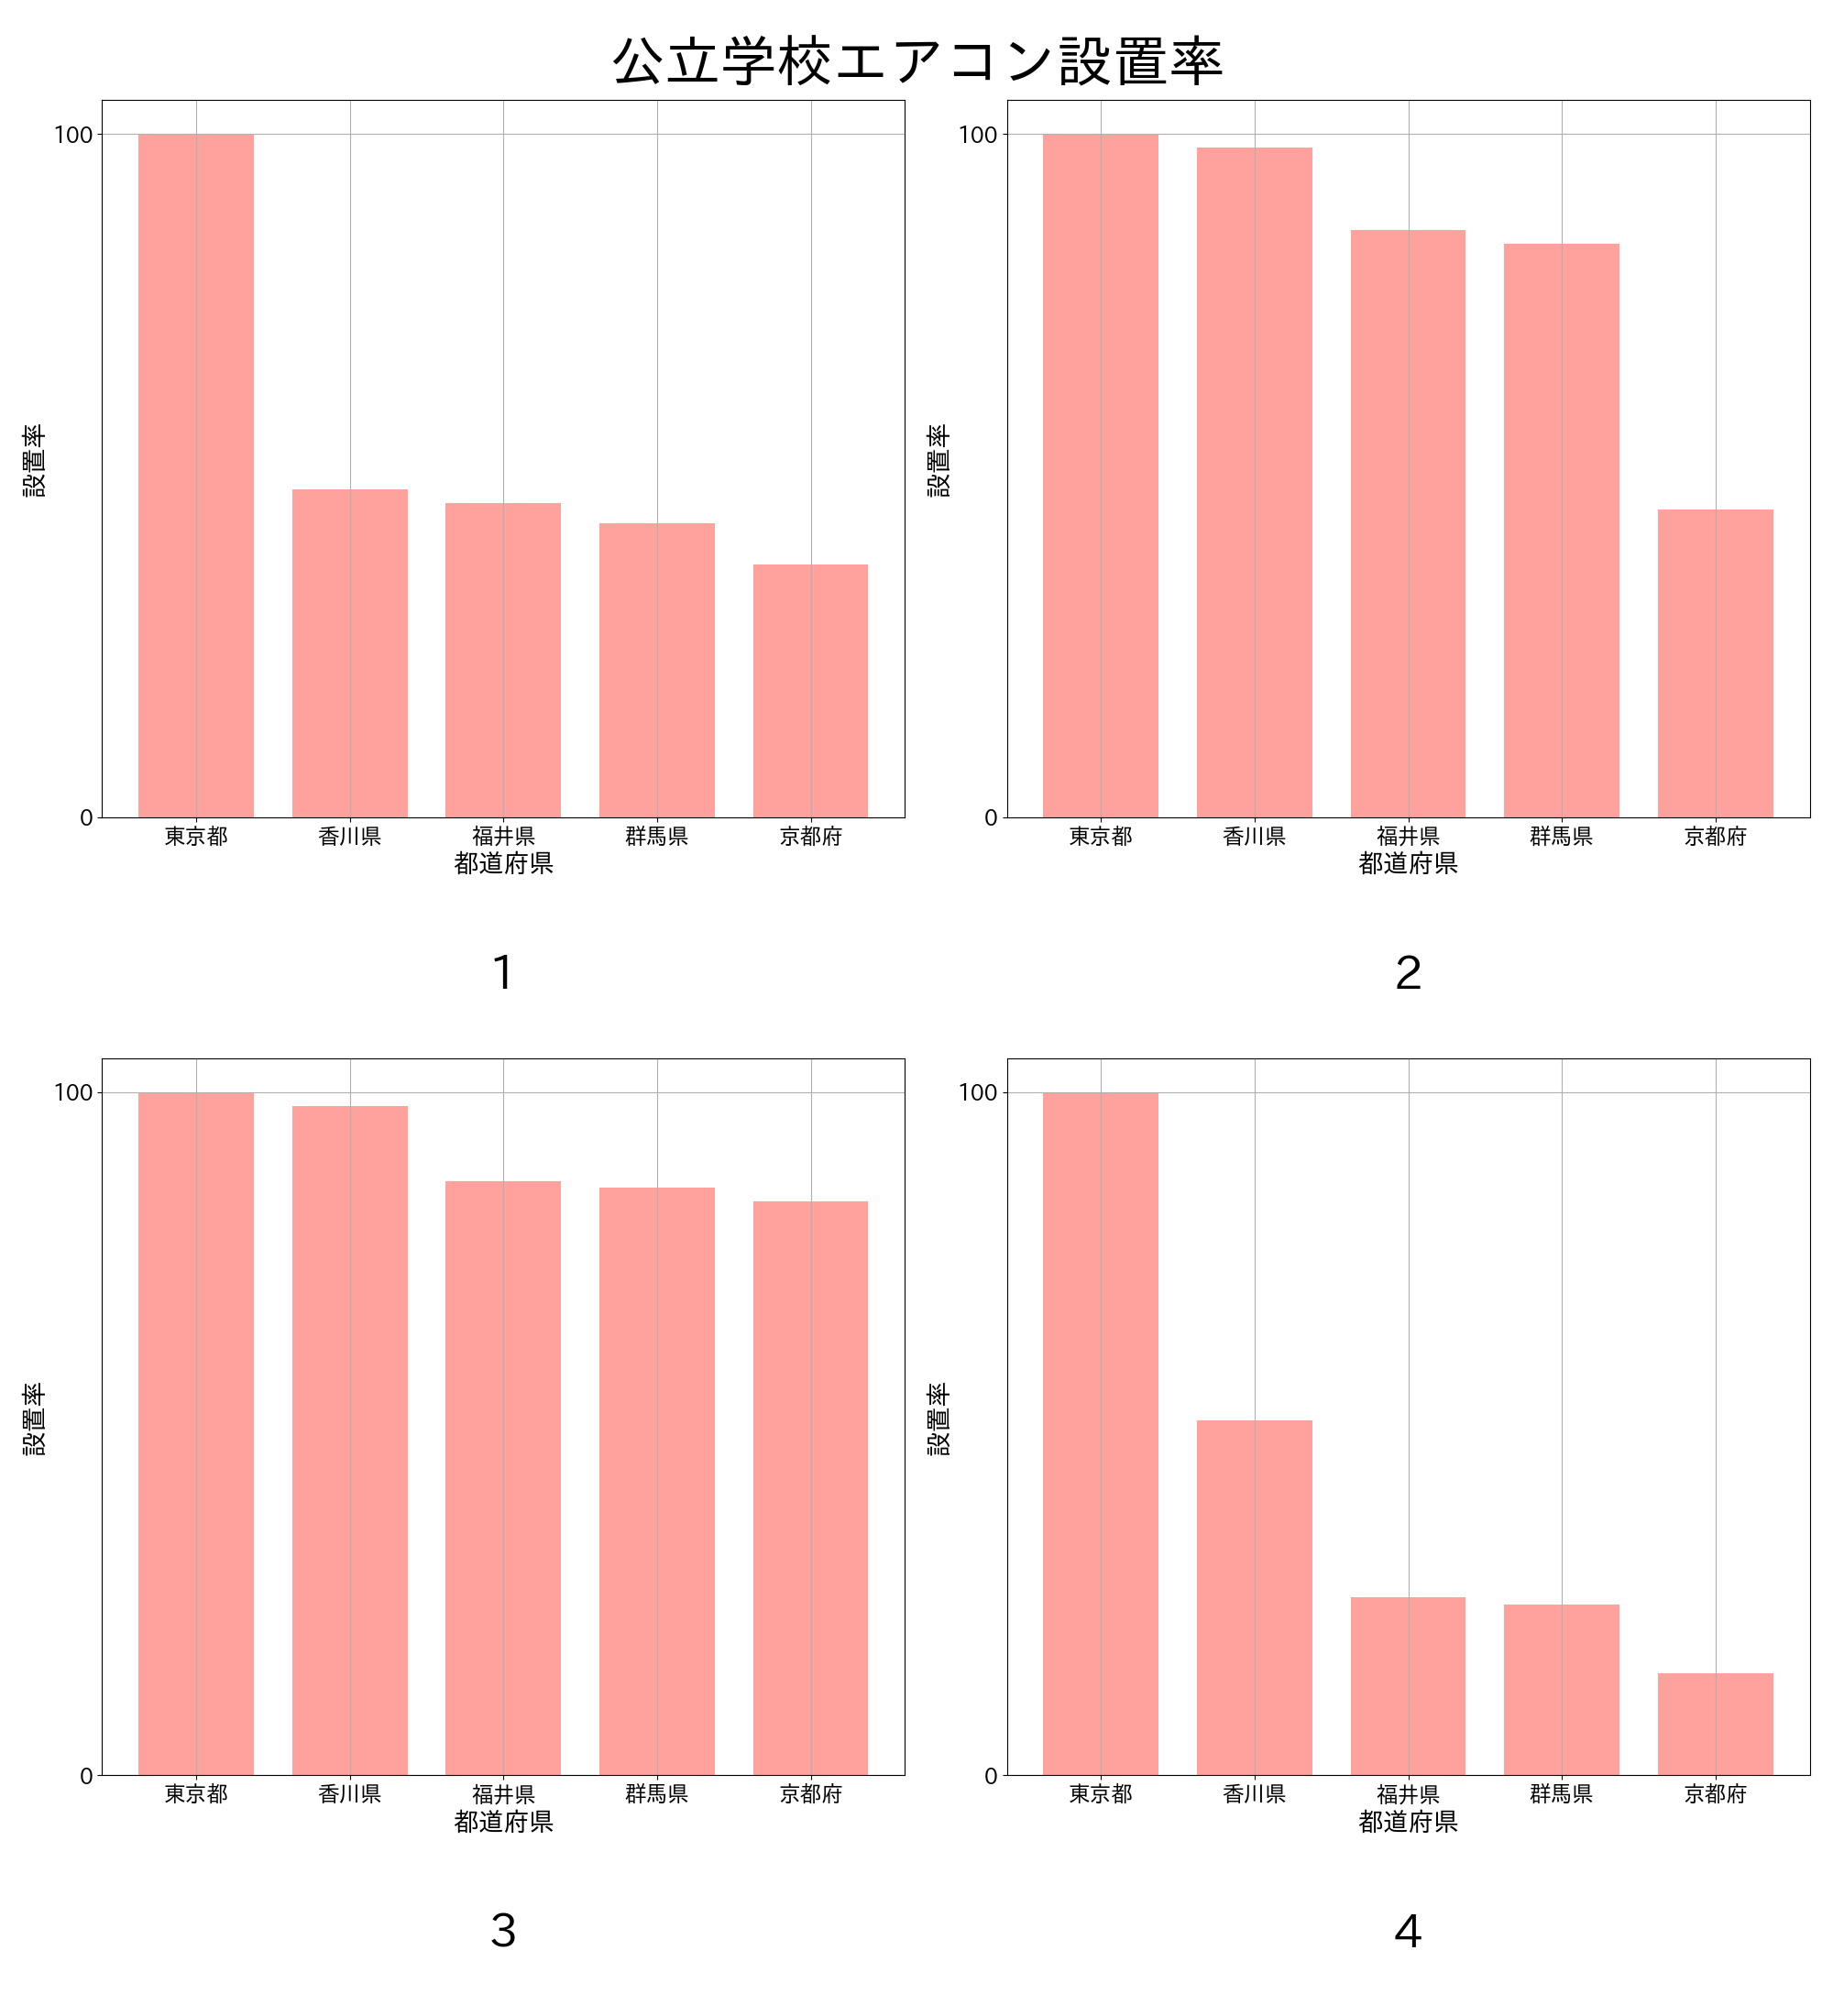 公立学校エアコン設置率
100
0
設置率
東京都 香川県 福井県 群馬県 京都府
都道府県
1
100
0
設置率
東京都 香川県 福井県 群馬県 京都府
都道府県
2
100
0
設置率
東京都 香川県 福井県 群馬県 京都府
都道府県
3
100
0
設置率
東京都 香川県 福井県 群馬県 京都府
都道府県
4